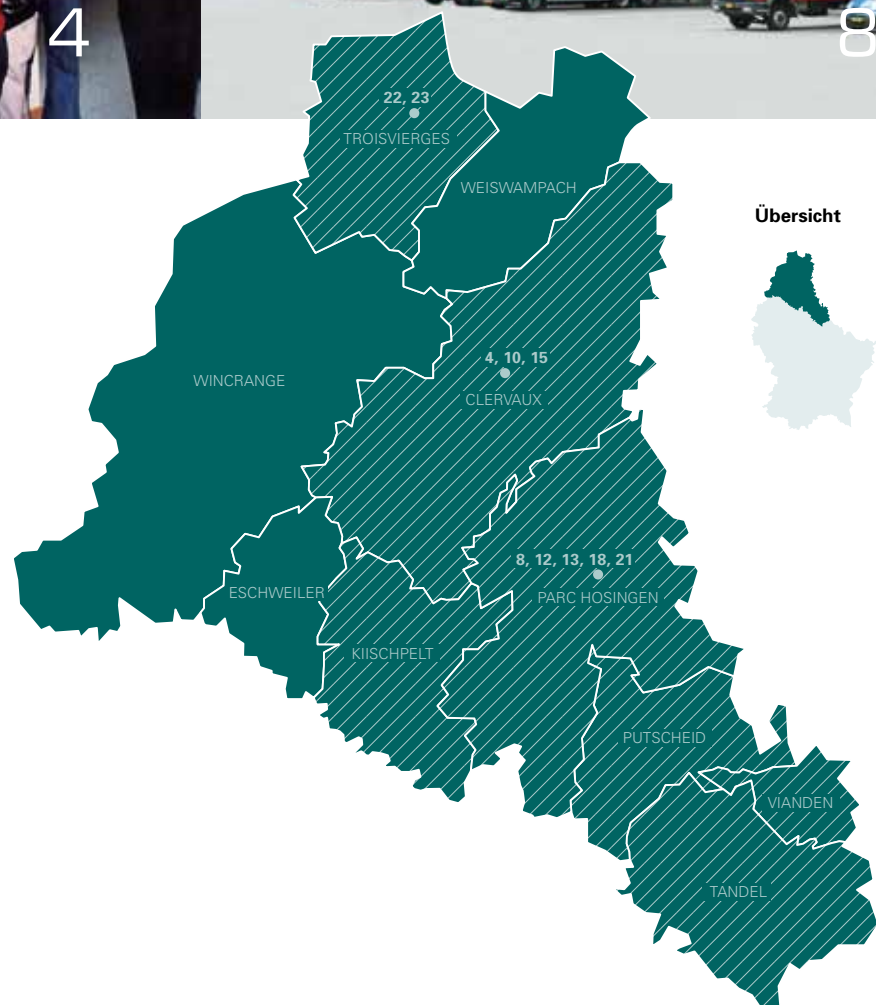 4
8
22, 23
TROISVIERGES
WEISWAMPACH
Übersicht
4, 10, 15
CLERVAUX
WINCRANGE
8, 12, 13, 18, 21
PARC HOSINGEN
ESCHWEILER
KIISCHPELT
PUTSCHEID
VIANDEN
TANDEL